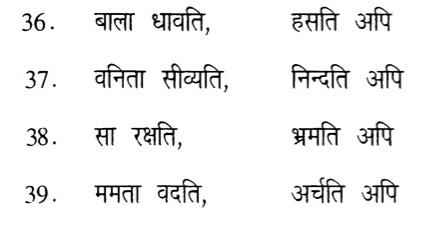 36. बाला धावति, हसति अपि
37. वनिता सीव्यति, निन्दति अपि
38. सा रक्षति, भ्रमति अपि
39. ममता वदति, अर्चति अपि